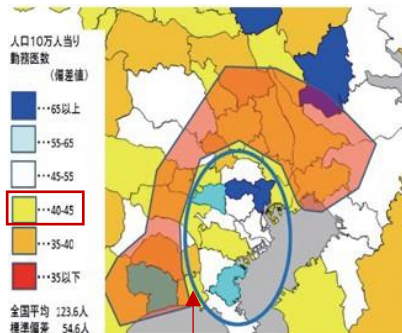 人口10万人当り
勤務医数
(偏差値)
…65以上
…55-65
…45-55
…40-45
…35-40
…35以下
全国平均 123.6人
標準偏差 54.6人